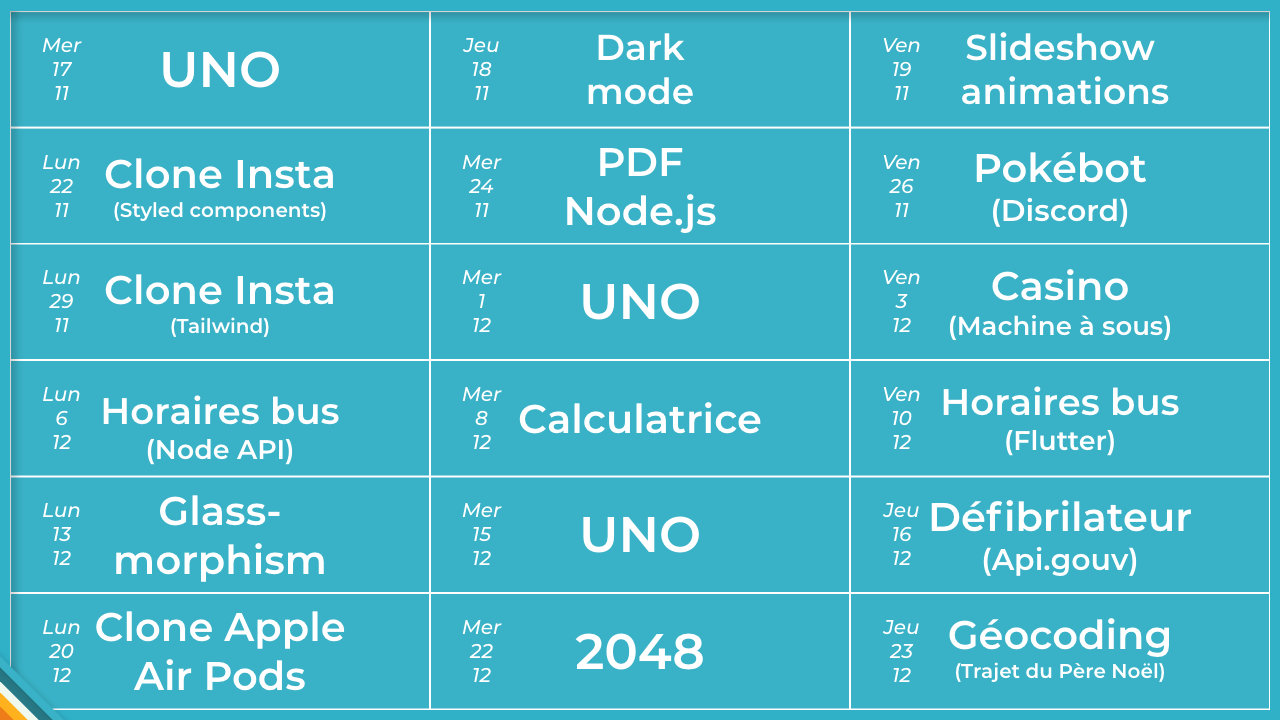 Mer
17
11
UNO
Jeu
18
11
Dark
mode
Ven
19
11
Slideshow
animations
Lun
22
11
Clone Insta
(Styled components)
Mer
24
11
PDF
Node.js
Ven
26
11
Pokébot
(Discord)
Lun
29
11
Clone Insta
(Tailwind)
Mer
1
12
UNO
Ven
3
12
Casino
(Machine à sous)
Lun
6
12
Horaires bus
(Node API)
Mer
8
12
Calculatrice
Ven
10
12
Horaires bus
(Flutter)
Lun
13
12
Glass-
morphism
Mer
15
12
UNO
Jeu
16
12
Défibrilateur
(Api.gouv)
Lun
20
12
Clone Apple
Air Pods
Mer
22
12
2048
Jeu
23
12
Géocoding
(Trajet du Père Noël)